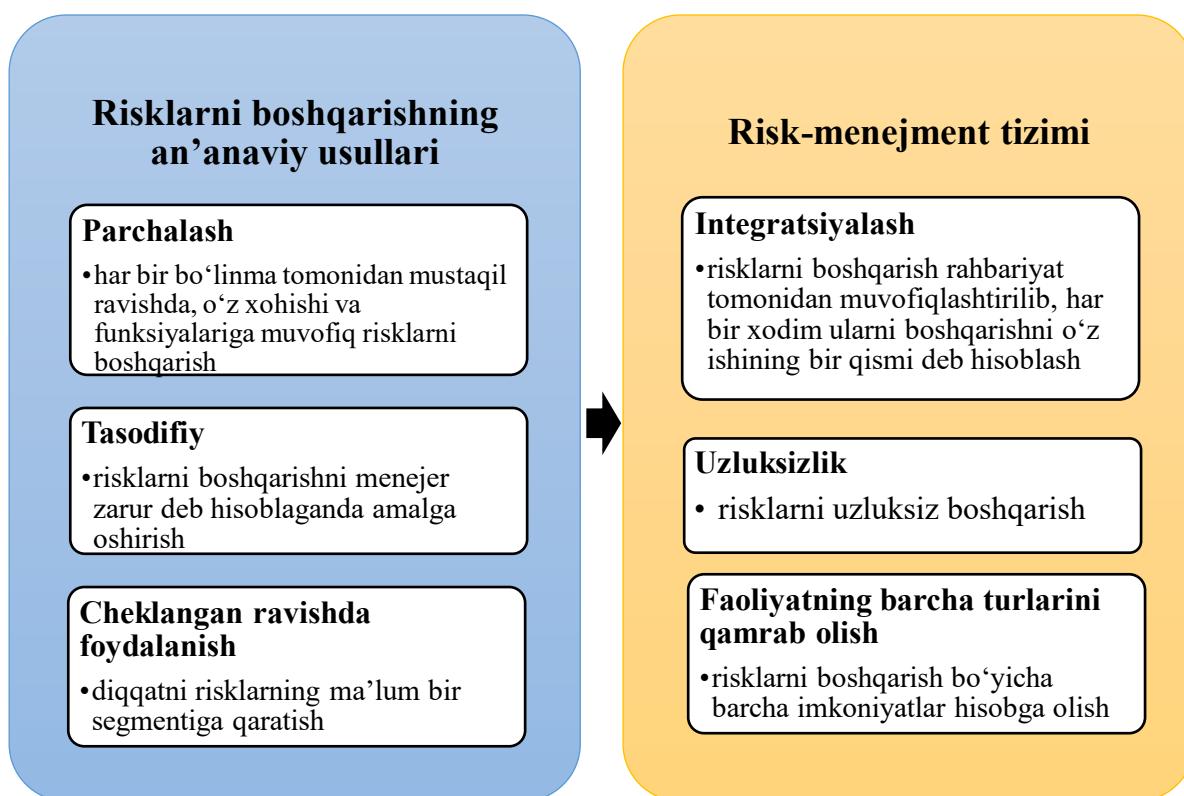 Risklarni boshqarishning
an’anaviy usullari
Parchalash
•har bir bo‘linma tomonidan mustaqil
ravishda, o‘z xohishi va
funksiyalariga muvofiq risklarni
boshqarish
Tasodifiy
•risklarni boshqarishni menejer
zarur deb hisoblaganda amalga
oshirish
Cheklangan ravishda
foydalanish
•diqqatni risklarning ma’lum bir
segmentiga qaratish
Risk-menejment tizimi
Integratsiyalash
•risklarni boshqarish rahbariyat
tomonidan muvofiqlashtirilib, har
bir xodim ularni boshqarishni o‘z
ishining bir qismi deb hisoblash
Uzluksizlik
• risklarni uzluksiz boshqarish
Faoliyatning barcha turlarini
qamrab olish
•risklarni boshqarish bo‘yicha
barcha imkoniyatlar hisobga olish